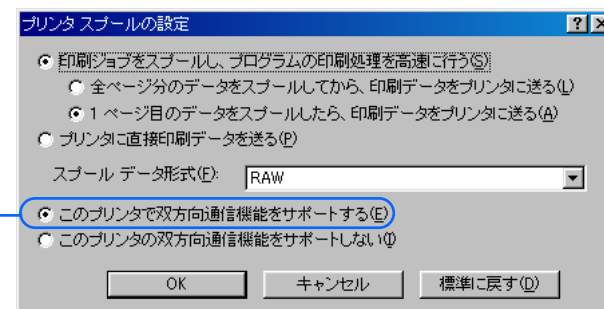 プリンタ スプールの設定
印刷ジョブをスプールし、プログラムの印刷処理を高速に行う(S)
全ページ分のデータをスプールしてから、印刷データをプリンタに送る(L)
1 ページ目のデータをスプールしたら、印刷データをプリンタに送る(A)
プリンタに直接印刷データを送る(P)
スプール データ形式(F): RAW
このプリンタで双方向通信機能をサポートする(E)
このプリンタの双方向通信機能をサポートしない(I)
OK キャンセル 標準に戻す(D)